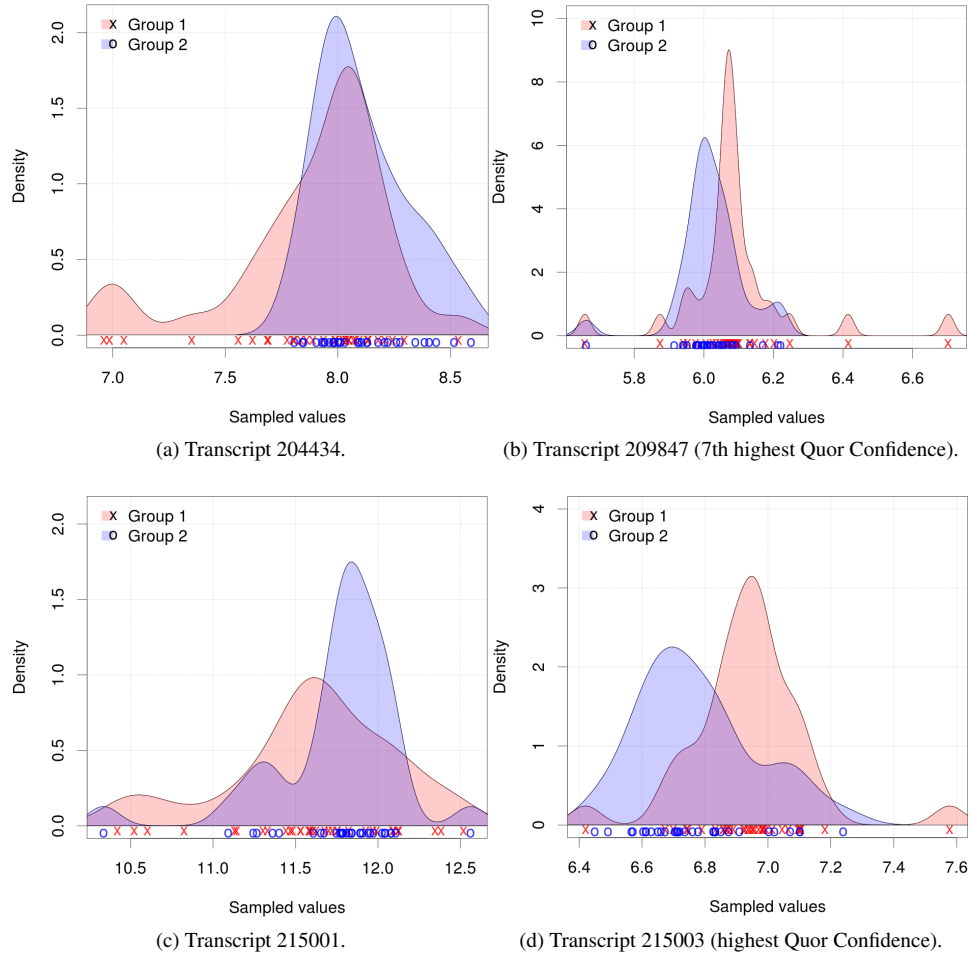 X Group 1
O Group 2
Density
0.0 0.5 1.0 1.5 2.0
7.0 7.5 8.0 8.5
Sampled values
(a) Transcript 204434.
X Group 1
O Group 2
Density
0 2 4 6 8 10
5.8 6.0 6.2 6.4 6.6
Sampled values
(b) Transcript 209847 (7th highest Quor Confidence).
X Group 1
O Group 2
Density
0.0 0.5 1.0 1.5 2.0
10.5 11.0 11.5 12.0 12.5
Sampled values
(c) Transcript 215001.
X Group 1
O Group 2
Density
0 1 2 3 4
6.4 6.6 6.8 7.0 7.2 7.4 7.6
Sampled values
(d) Transcript 215003 (highest Quor Confidence).